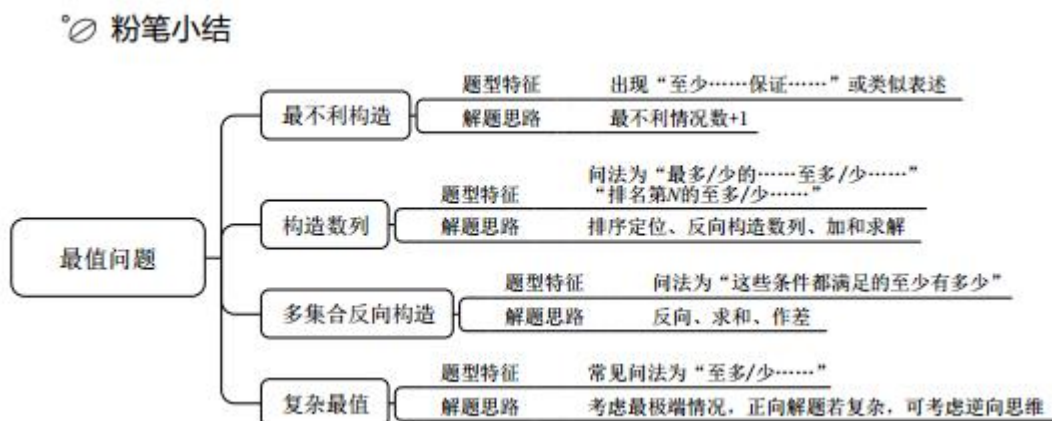 粉笔小结
题型特征 出现“至少……保证……”或类似表述
最不利构造
解题思路 最不利情况数+1
问法为“最多/少的……至多/少……”
题型特征 “排名第N的至多/少……”
构造数列
解题思路 排序定位、反向构造数列、加和求解
最值问题
题型特征 问法为“这些条件都满足的至少有多少”
多集合反向构造
解题思路 反向、求和、作差
题型特征 常见问法为“至多/少……”
复杂最值
解题思路 考虑最极端情况，正向解题若复杂，可考虑逆向思维